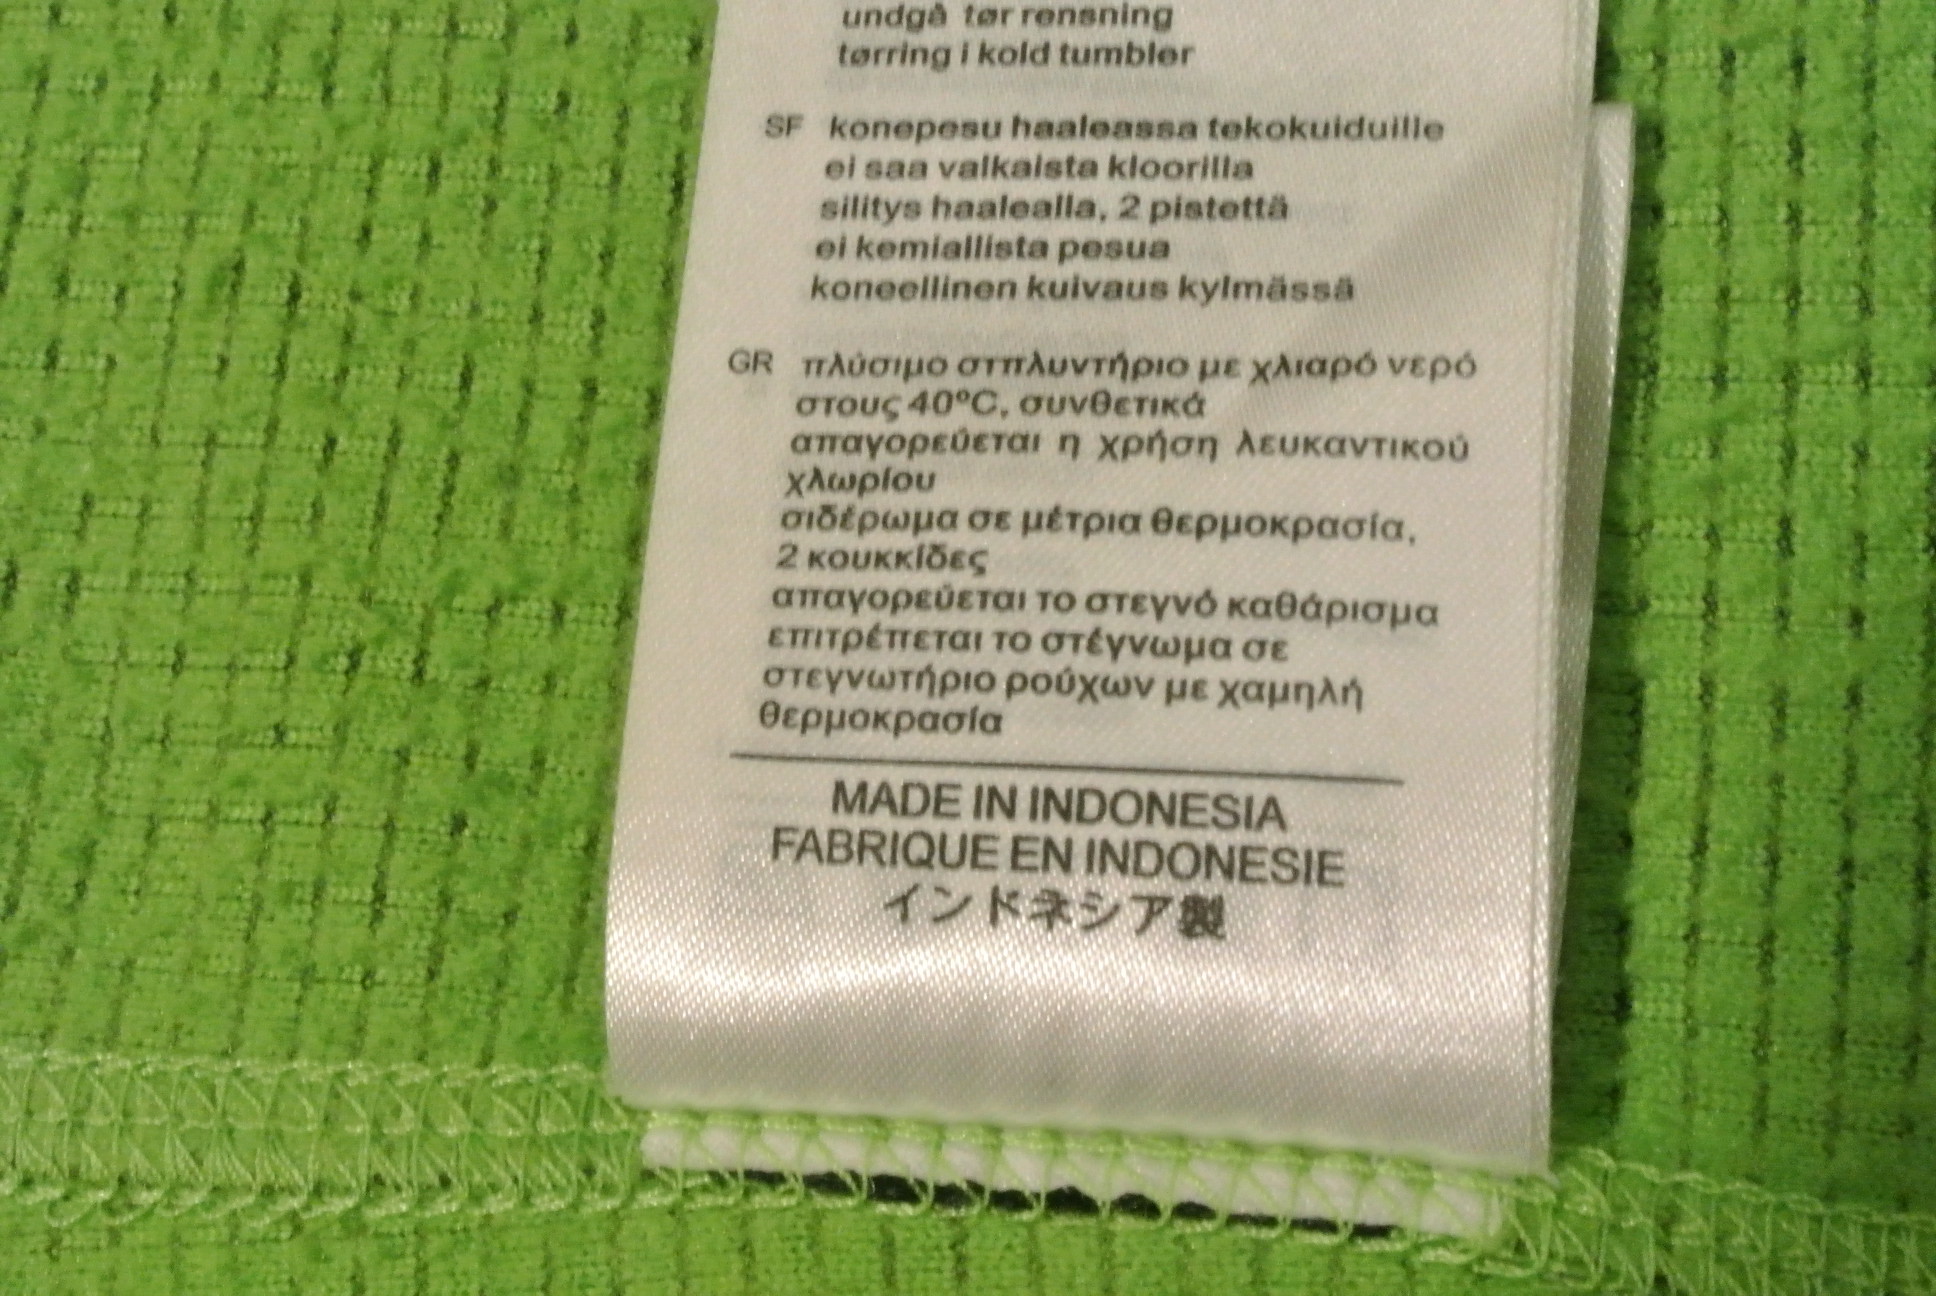 undgå tør rensning
tørring i kold tumbler
SF konepesu haaleassa tekokuiduille
ei saa valkaista kloorilla
silitys haalealla, 2 pistettä
ei kemiallista pesua
koneellinen kuivaus kylmässä
GR πλύσιμο στπλυντήριο με χλιαρό νερό
στους 40ºC, συνθετικά
απαγορεύεται η χρήση λευκαντικού
χλωρίου
σιδέρωμα σε μέτρια θερμοκρασία,
2 κουκκίδες
απαγορεύεται το στεγνό καθάρισμα
επιτρέπεται το στέγνωμα σε
στεγνωτήριο ρούχων με χαμηλή
θερμοκρασία
MADE IN INDONESIA
FABRIQUE EN INDONESIE
インドネシア製